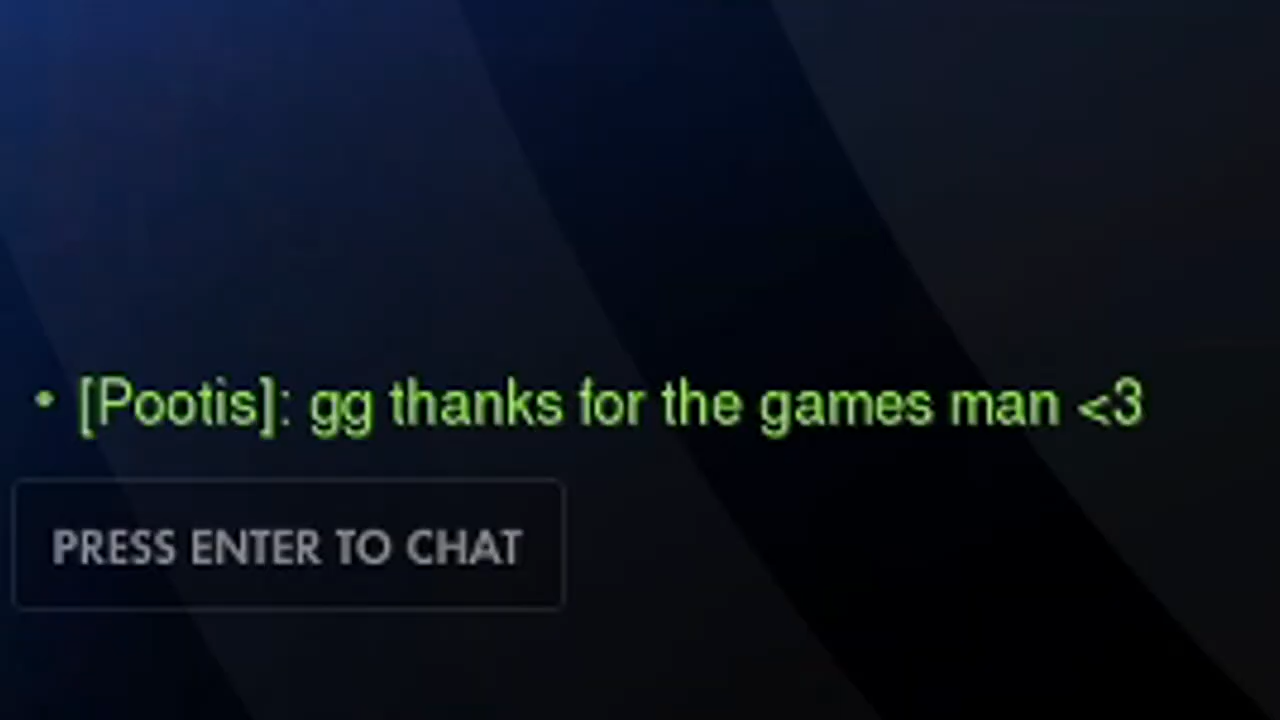 • [Pootis]: gg thanks for the games man <3
PRESS ENTER TO CHAT